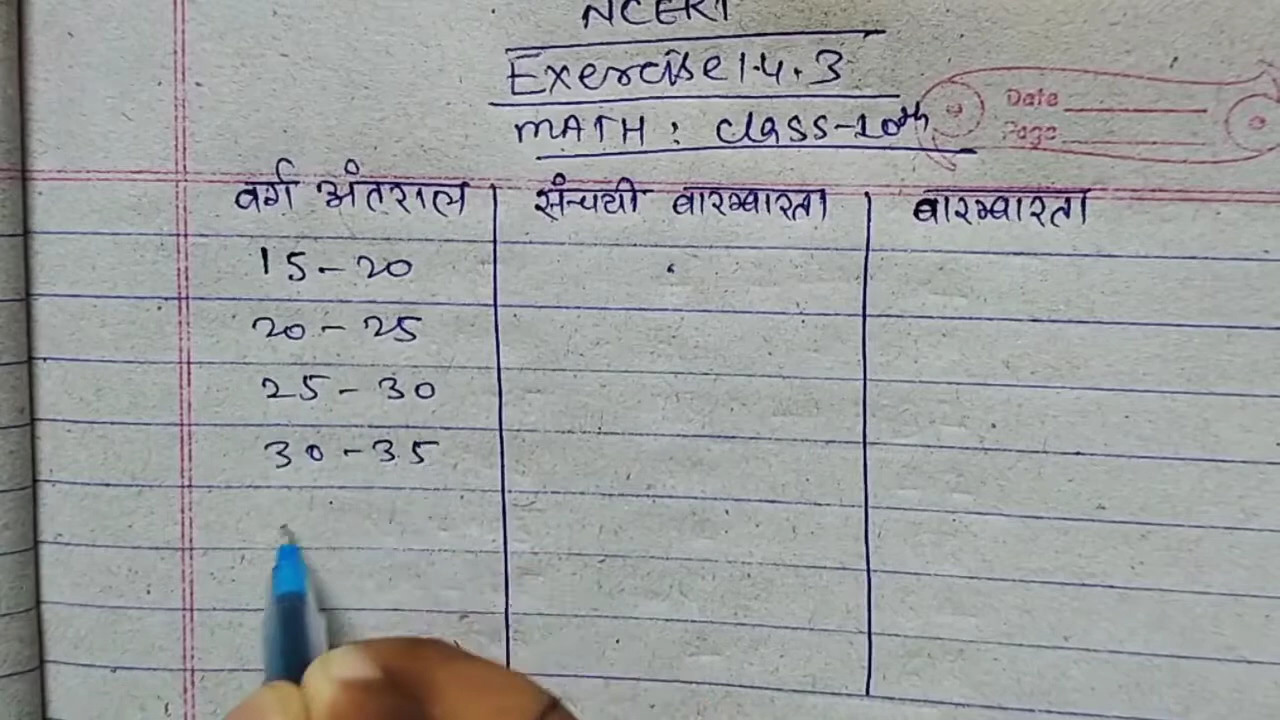 NCERT
Exercise 14.3
MATH: Class-10th
Date
Page
वर्ग अंतराल संचयी बारम्बारता बारम्बारता
15-20
20-25
25-30
30-35